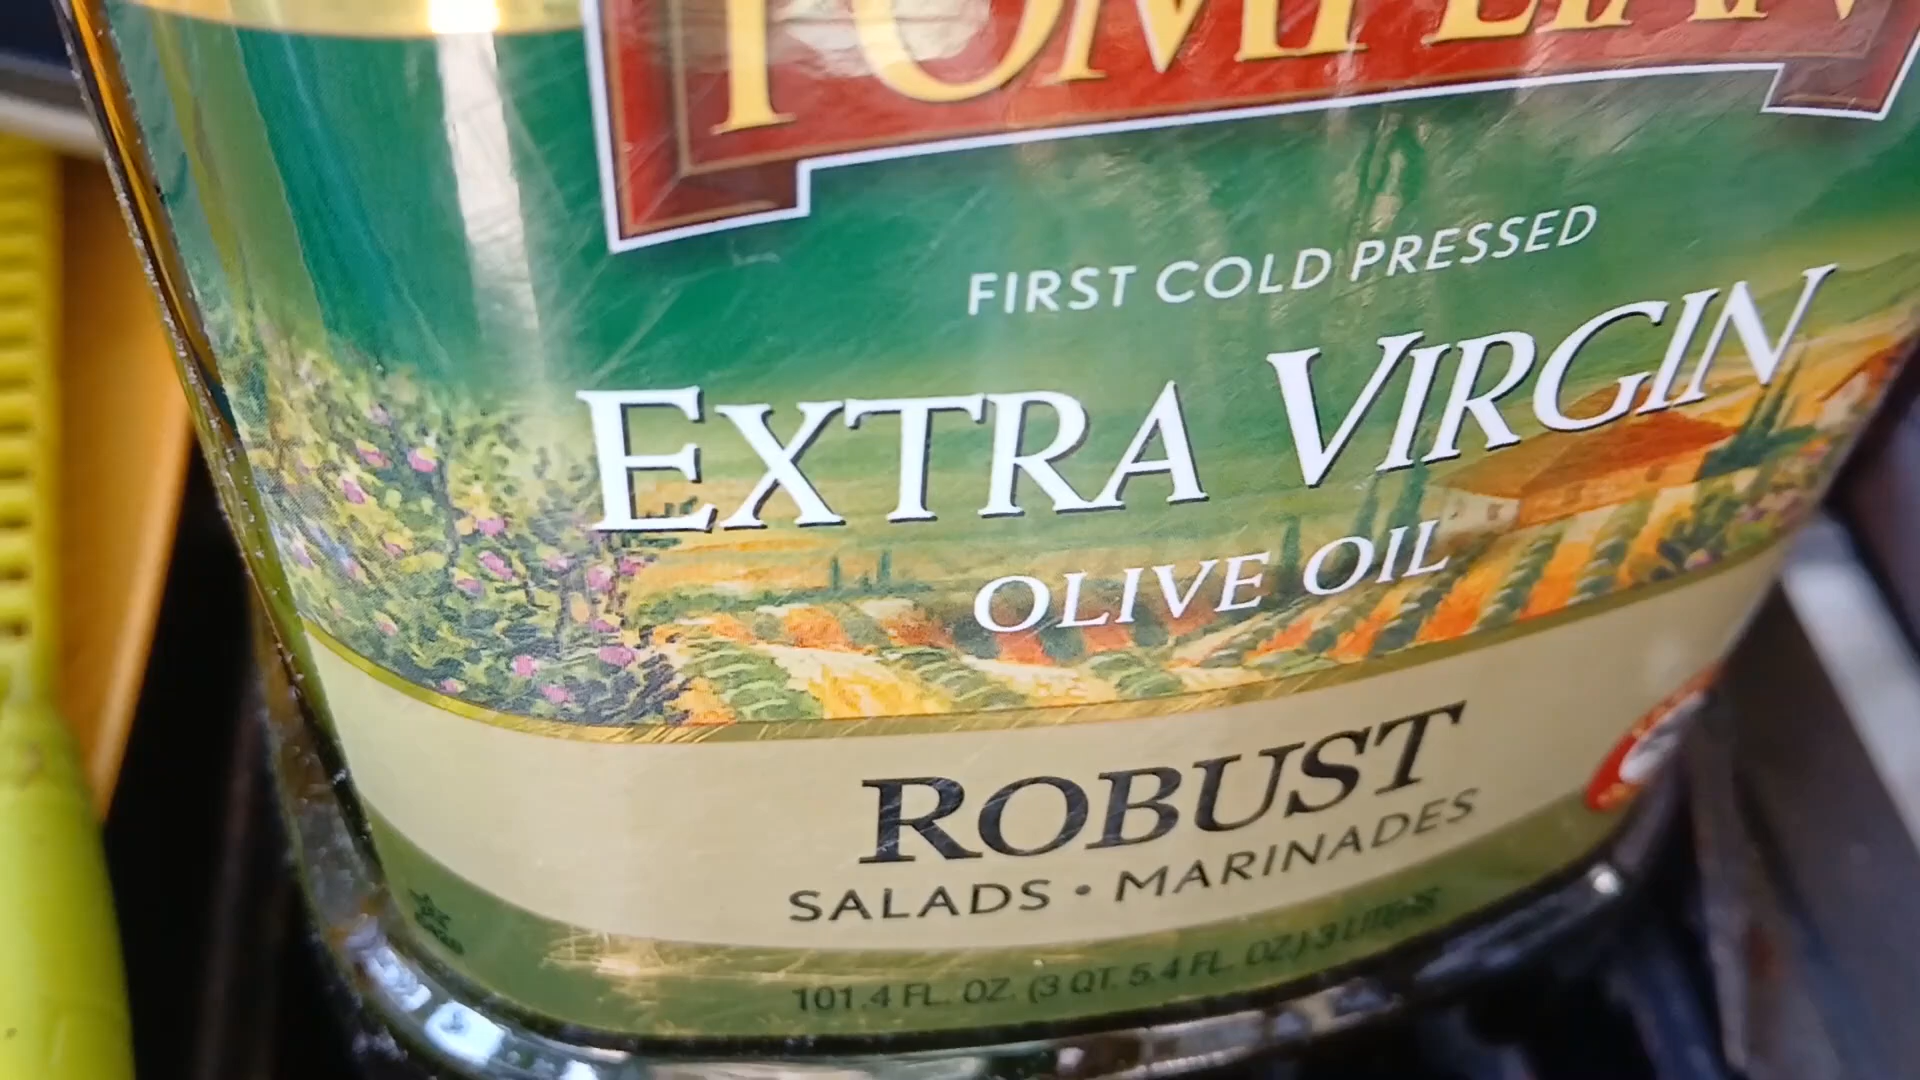 POMPEIAN
FIRST COLD PRESSED
EXTRA VIRGIN
OLIVE OIL
ROBUST
SALADS • MARINADES
101.4 FL. OZ. (3 QT. 5.4 FL. OZ.) 3 LITERS